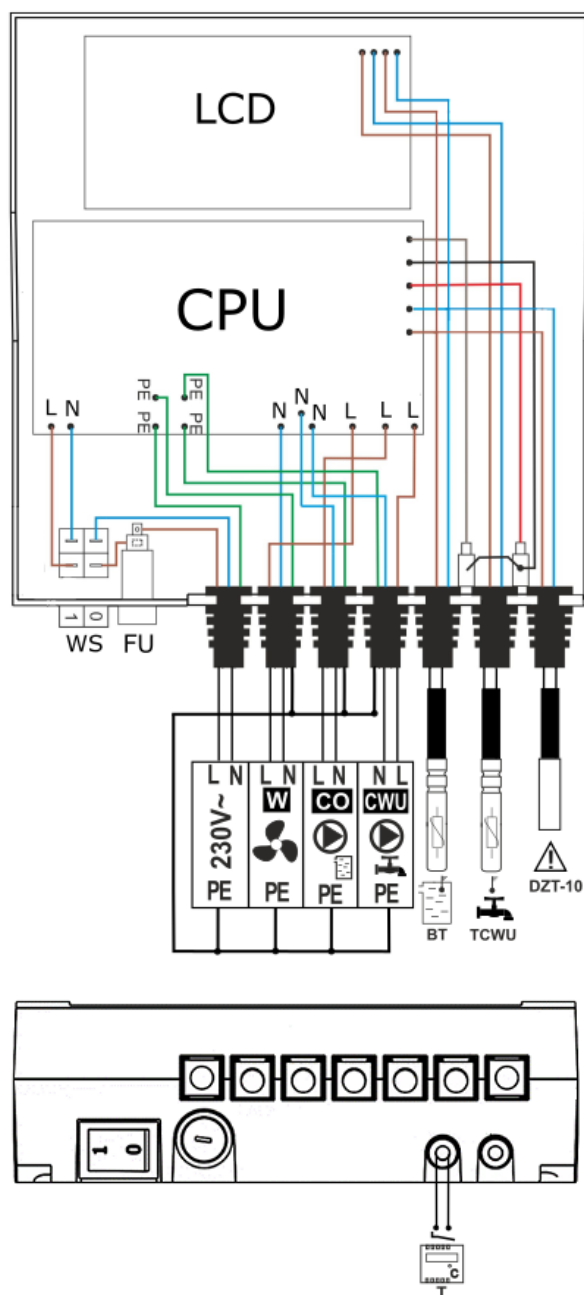 LCD
CPU
PE PE
L N PE PE N N N L L L
1 0
WS FU
L N L N L N N L
230V~ W CO CWU
PE PE PE PE
BT TCWU DZT-10
1 0
°C
T